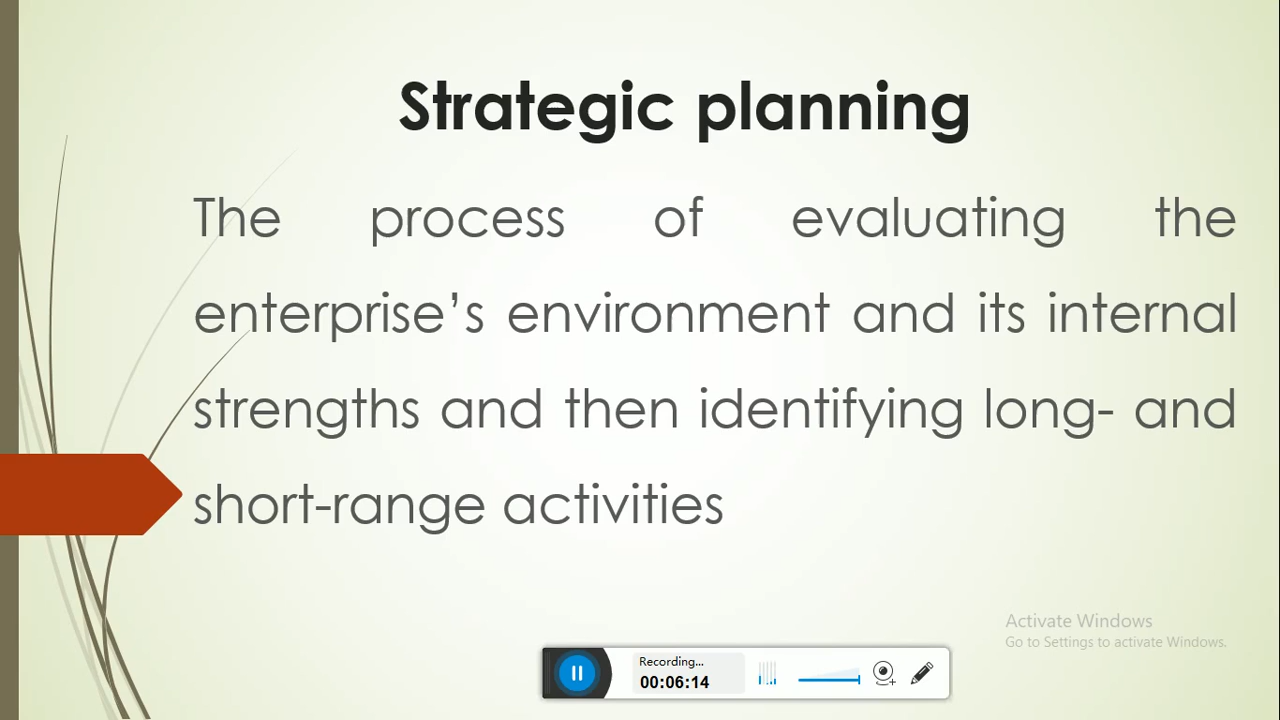 Strategic planning
The process of evaluating the
enterprise’s environment and its internal
strengths and then identifying long- and
short-range activities
Activate Windows
Go to Settings to activate Windows.
Recording...
00:06:14